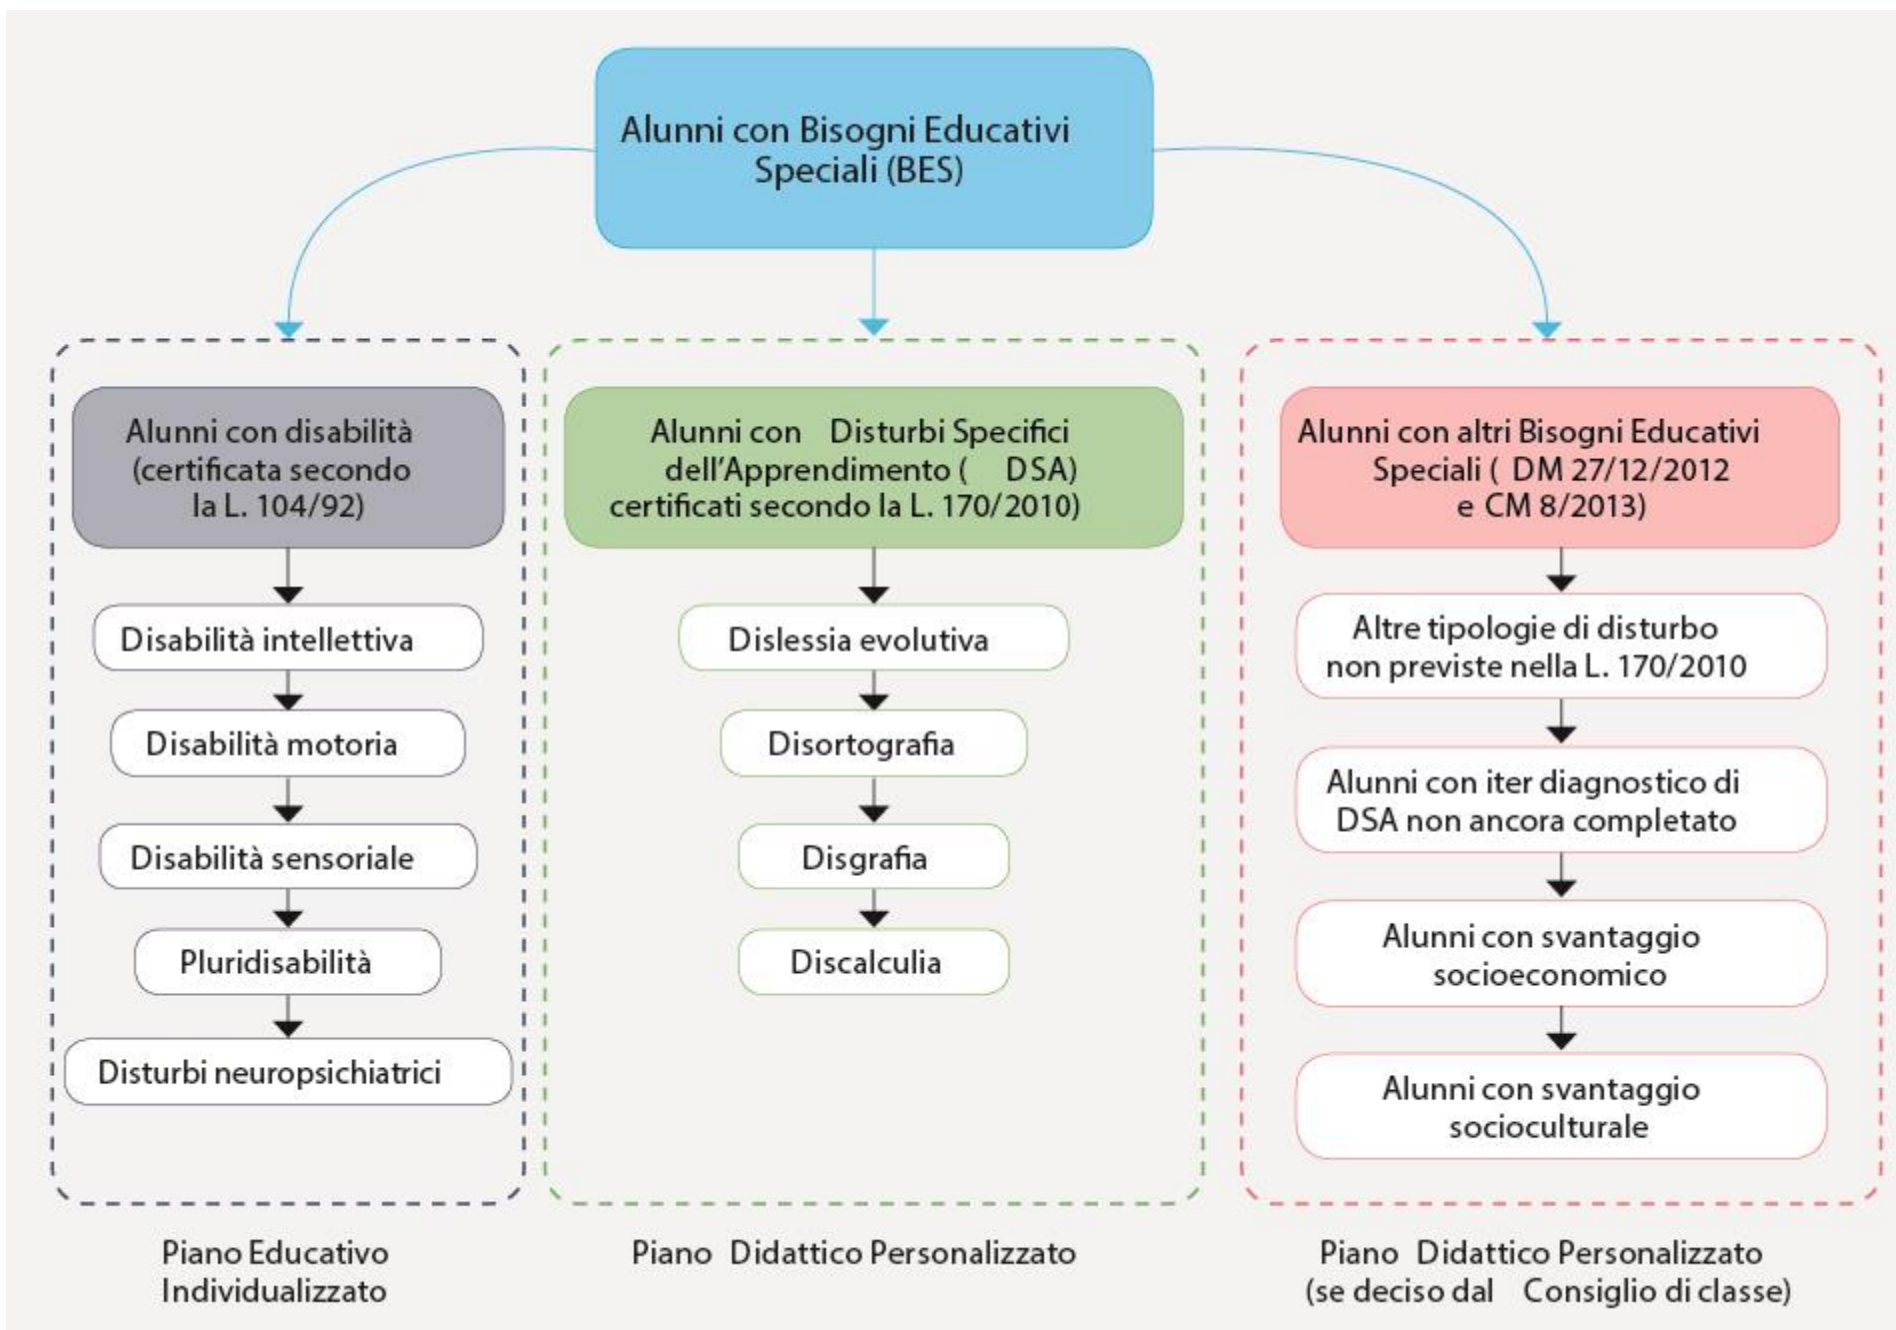 Alunni con Bisogni Educativi
Speciali (BES)
Alunni con disabilità
(certificata secondo
la L. 104/92)
Disabilità intellettiva
Disabilità motoria
Disabilità sensoriale
Pluridisabilità
Disturbi neuropsichiatrici
Piano Educativo
Individualizzato
Alunni con Disturbi Specifici
dell'Apprendimento ( DSA)
certificati secondo la L. 170/2010)
Dislessia evolutiva
Disortografia
Disgrafia
Discalculia
Piano Didattico Personalizzato
Alunni con altri Bisogni Educativi
Speciali ( DM 27/12/2012
e CM 8/2013)
Altre tipologie di disturbo
non previste nella L. 170/2010
Alunni con iter diagnostico di
DSA non ancora completato
Alunni con svantaggio
socioeconomico
Alunni con svantaggio
socioculturale
Piano Didattico Personalizzato
(se deciso dal Consiglio di classe)